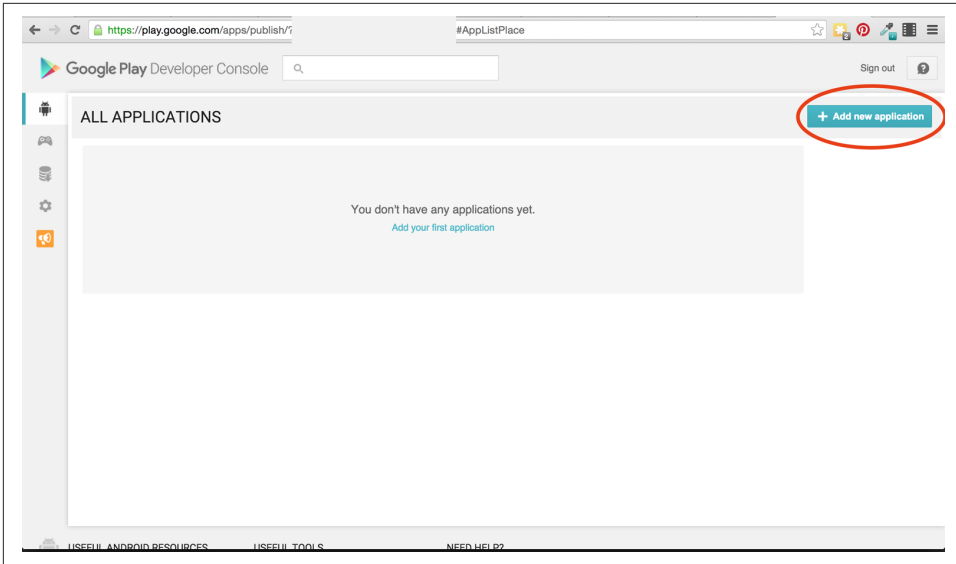 https://play.google.com/apps/publish/? #AppListPlace
2
Google Play Developer Console
Sign out
ALL APPLICATIONS
+ Add new application
You don't have any applications yet.
Add your first application
USEFUL ANDROID RESOURCES USEFUL TOOLS NEED HELP?